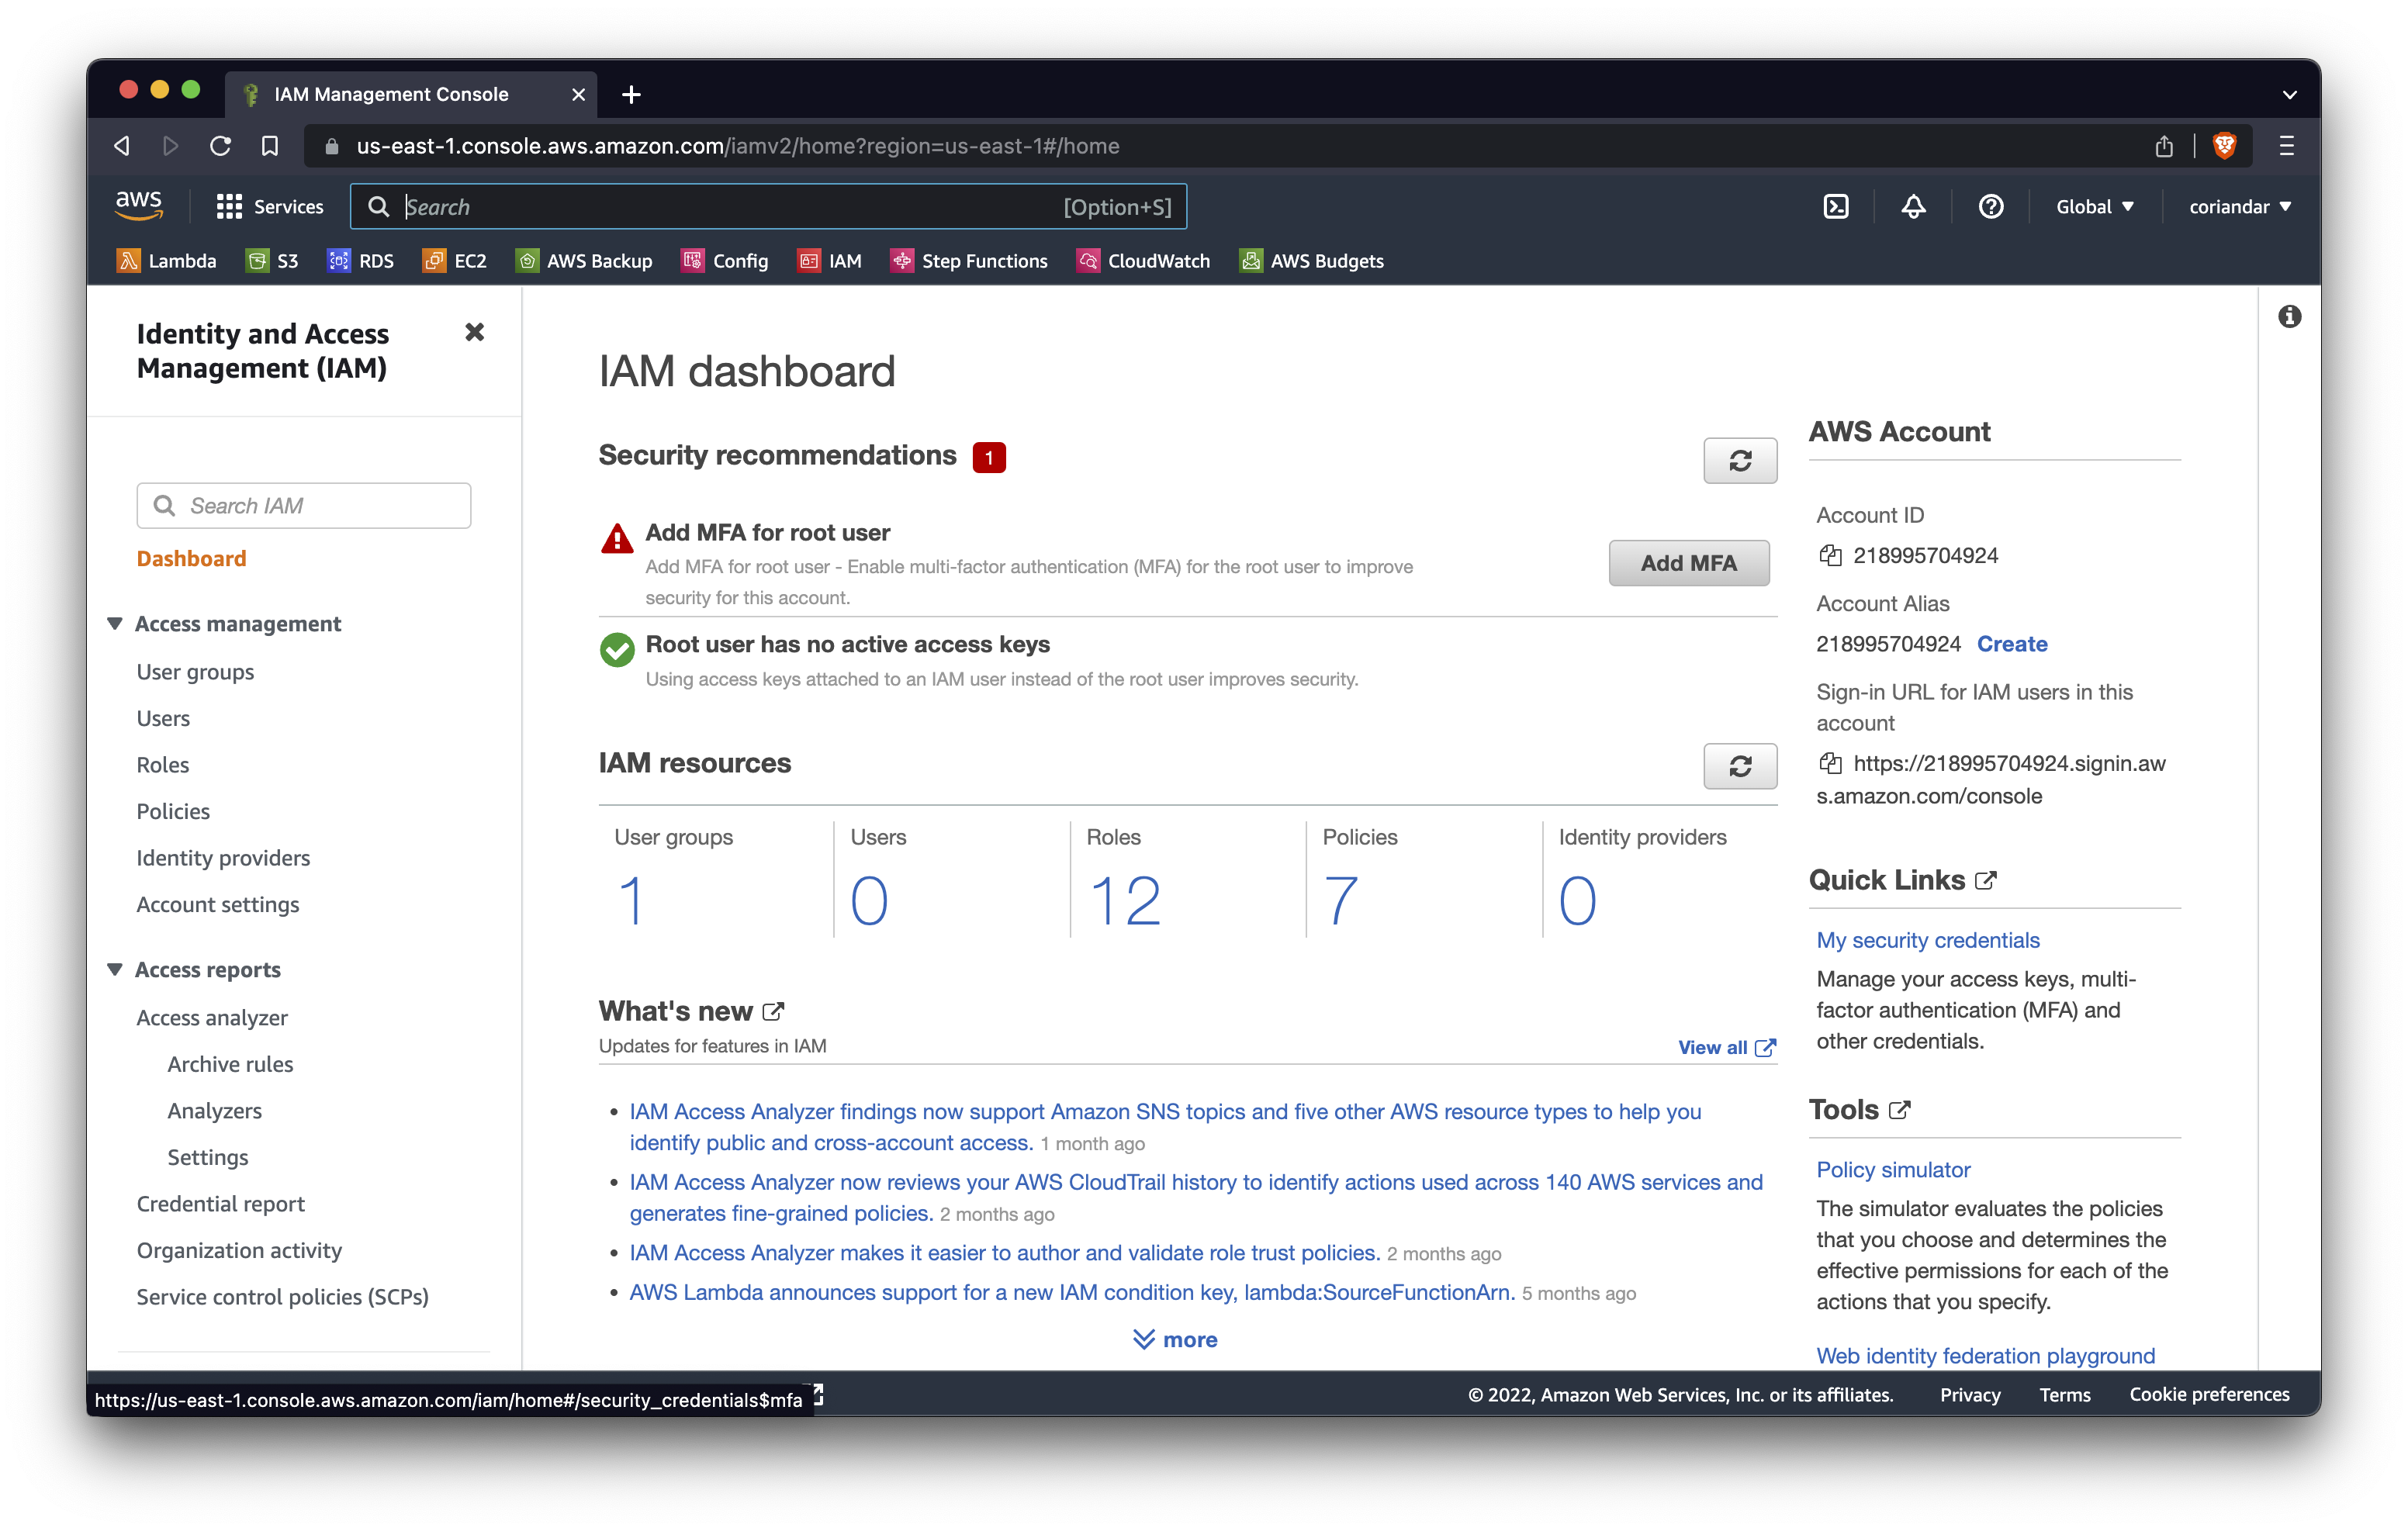 IAM Management Console
us-east-1.console.aws.amazon.com/iamv2/home?region=us-east-1#/home
aws
Services
Search
[Option+S]
Global
coriandar
Lambda
S3
RDS
EC2
AWS Backup
Config
IAM
Step Functions
CloudWatch
AWS Budgets
Identity and Access
Management (IAM)
Search IAM
Dashboard
Access management
User groups
Users
Roles
Policies
Identity providers
Account settings
Access reports
Access analyzer
Archive rules
Analyzers
Settings
Credential report
Organization activity
Service control policies (SCPs)
IAM dashboard
Security recommendations 1
Add MFA for root user
Add MFA for root user - Enable multi-factor authentication (MFA) for the root user to improve
security for this account.
Add MFA
Root user has no active access keys
Using access keys attached to an IAM user instead of the root user improves security.
IAM resources
User groups
1
Users
0
Roles
12
Policies
7
Identity providers
0
What's new
Updates for features in IAM
View all
IAM Access Analyzer findings now support Amazon SNS topics and five other AWS resource types to help you
identify public and cross-account access. 1 month ago
IAM Access Analyzer now reviews your AWS CloudTrail history to identify actions used across 140 AWS services and
generates fine-grained policies. 2 months ago
IAM Access Analyzer makes it easier to author and validate role trust policies. 2 months ago
AWS Lambda announces support for a new IAM condition key, lambda:SourceFunctionArn. 5 months ago
more
AWS Account
Account ID
218995704924
Account Alias
218995704924 Create
Sign-in URL for IAM users in this
account
https://218995704924.signin.aw
s.amazon.com/console
Quick Links
My security credentials
Manage your access keys, multi-
factor authentication (MFA) and
other credentials.
Tools
Policy simulator
The simulator evaluates the policies
that you choose and determines the
effective permissions for each of the
actions that you specify.
Web identity federation playground
https://us-east-1.console.aws.amazon.com/iam/home#/security_credentials$mfa
© 2022, Amazon Web Services, Inc. or its affiliates.
Privacy
Terms
Cookie preferences